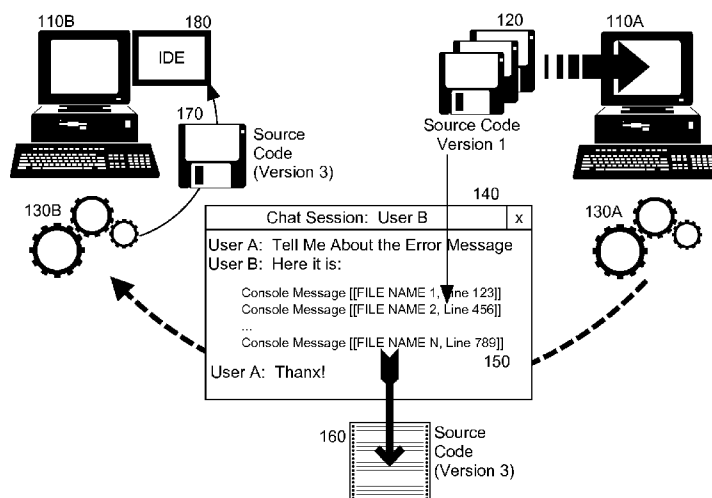 110B
180
IDE
170
Source
Code
(Version 3)
130B
120
110A
Source Code
Version 1
140
130A
Chat Session: User B
x
User A: Tell Me About the Error Message
User B: Here it is:
Console Message [[FILE NAME 1, Line 123]]
Console Message [[FILE NAME 2, Line 456]]
...
Console Message [[FILE NAME N, Line 789]]
150
User A: Thanx!
160
Source
Code
(Version 3)